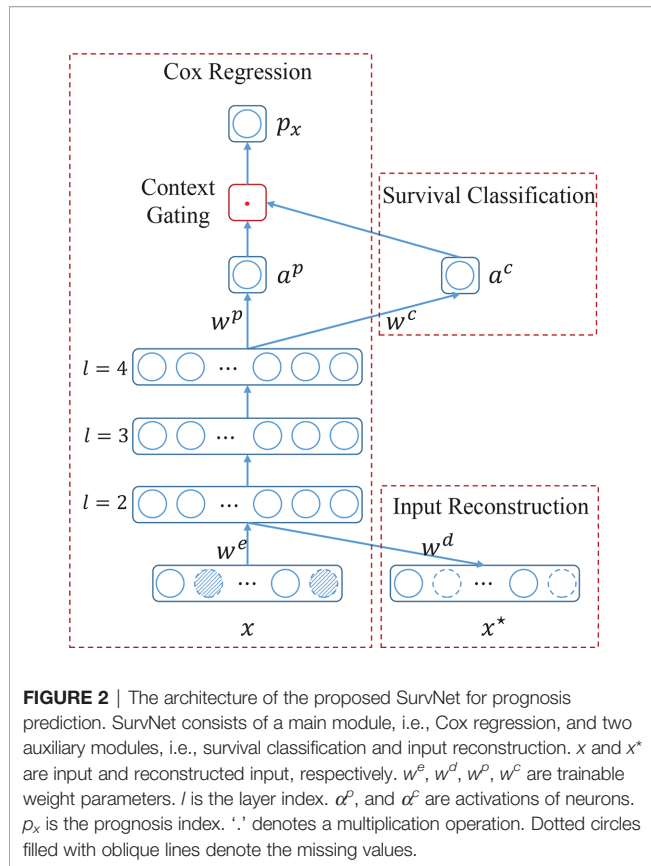 Cox Regression
p_x
Context
Gating
Survival Classification
a^p
a^c
w^p
w^c
l = 4
...
l = 3
...
l = 2
...
Input Reconstruction
w^e
w^d
...
...
x
x^⋆
FIGURE 2 | The architecture of the proposed SurvNet for prognosis
prediction. SurvNet consists of a main module, i.e., Cox regression, and two
auxiliary modules, i.e., survival classification and input reconstruction. x and x*
are input and reconstructed input, respectively. w^e, w^d, w^p, w^c are trainable
weight parameters. l is the layer index. α^p, and α^c are activations of neurons.
p_x is the prognosis index. ‘.’ denotes a multiplication operation. Dotted circles
filled with oblique lines denote the missing values.